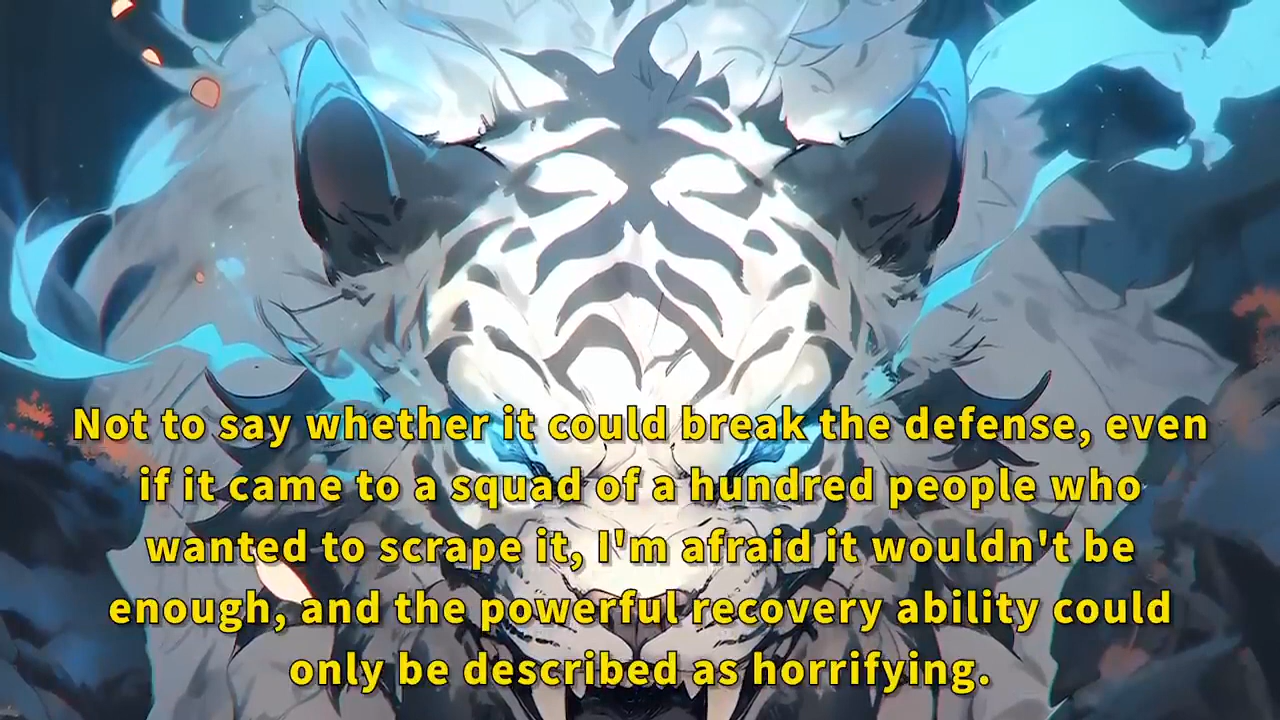 Not to say whether it could break the defense, even
if it came to a squad of a hundred people who
wanted to scrape it, I'm afraid it wouldn't be
enough, and the powerful recovery ability could
only be described as horrifying.